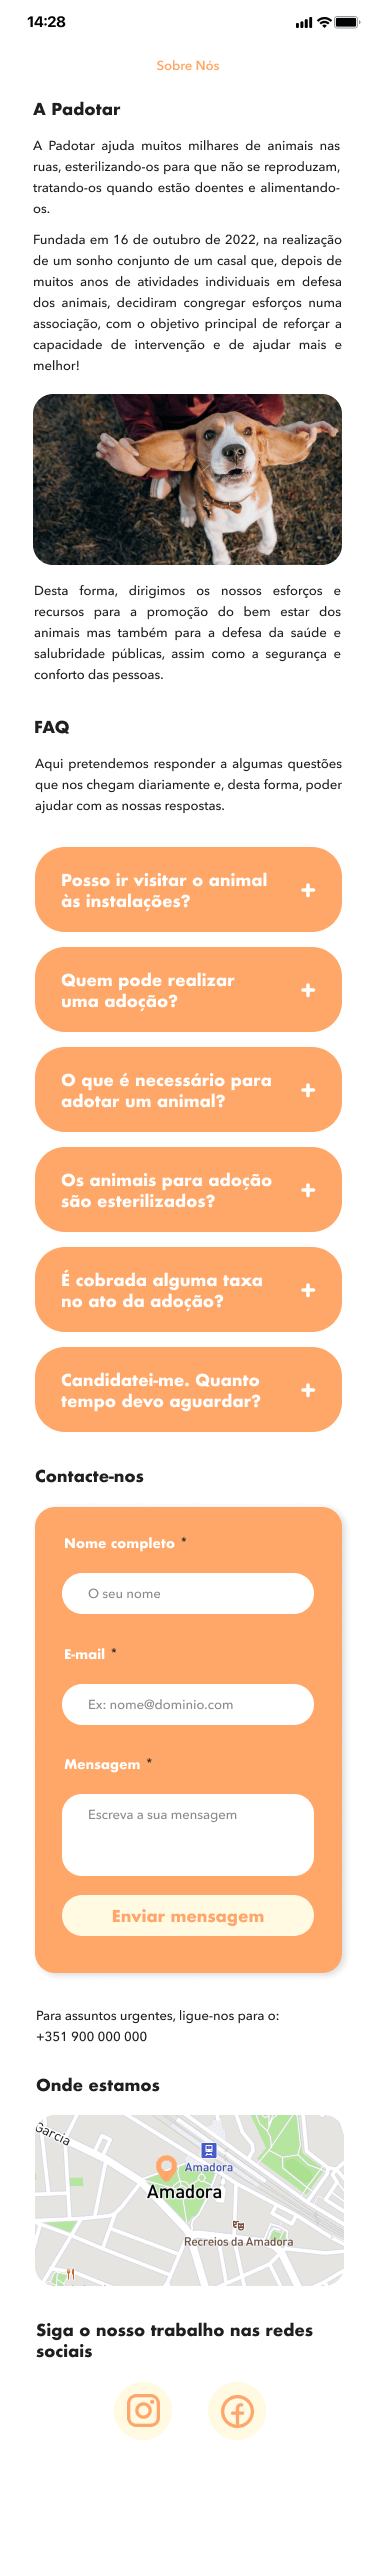 14:28
Sobre Nós
A Padotar
A Padotar ajuda muitos milhares de animais nas
ruas, esterilizando-os para que não se reproduzam,
tratando-os quando estão doentes e alimentando-
os.
Fundada em 16 de outubro de 2022, na realização
de um sonho conjunto de um casal que, depois de
muitos anos de atividades individuais em defesa
dos animais, decidiram congregar esforços numa
associação, com o objetivo principal de reforçar a
capacidade de intervenção e de ajudar mais e
melhor!
Desta forma, dirigimos os nossos esforços e
recursos para a promoção do bem estar dos
animais mas também para a defesa da saúde e
salubridade públicas, assim como a segurança e
conforto das pessoas.
FAQ
Aqui pretendemos responder a algumas questões
que nos chegam diariamente e, desta forma, poder
ajudar com as nossas respostas.
Posso ir visitar o animal
às instalações?
+
Quem pode realizar
uma adoção?
+
O que é necessário para
adotar um animal?
+
Os animais para adoção
são esterilizados?
+
É cobrada alguma taxa
no ato da adoção?
+
Candidatei-me. Quanto
tempo devo aguardar?
+
Contacte-nos
Nome completo *
O seu nome
E-mail *
Ex: nome@dominio.com
Mensagem *
Escreva a sua mensagem
Enviar mensagem
Para assuntos urgentes, ligue-nos para o:
+351 900 000 000
Onde estamos
Garcia
Amadora
Amadora
Recreios da Amadora
Siga o nosso trabalho nas redes
sociais